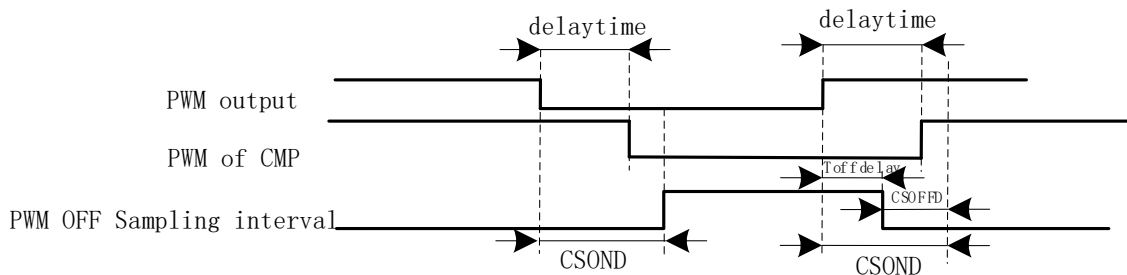 delaytime delaytime
PWM output
PWM of CMP
Toffdelay
CSOFFD
PWM OFF Sampling interval
CSOND CSOND